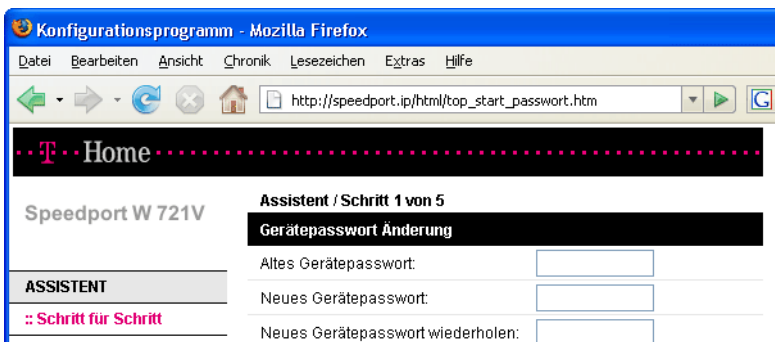 Konfigurationsprogramm - Mozilla Firefox
Datei Bearbeiten Ansicht Chronik Lesezeichen Extras Hilfe
http://speedport.ip/html/top_start_passwort.htm G
··T··Home
Speedport W 721V
Assistent / Schritt 1 von 5
Gerätepasswort Änderung
Altes Gerätepasswort:
ASSISTENT
Neues Gerätepasswort:
:: Schritt für Schritt
Neues Gerätepasswort wiederholen: